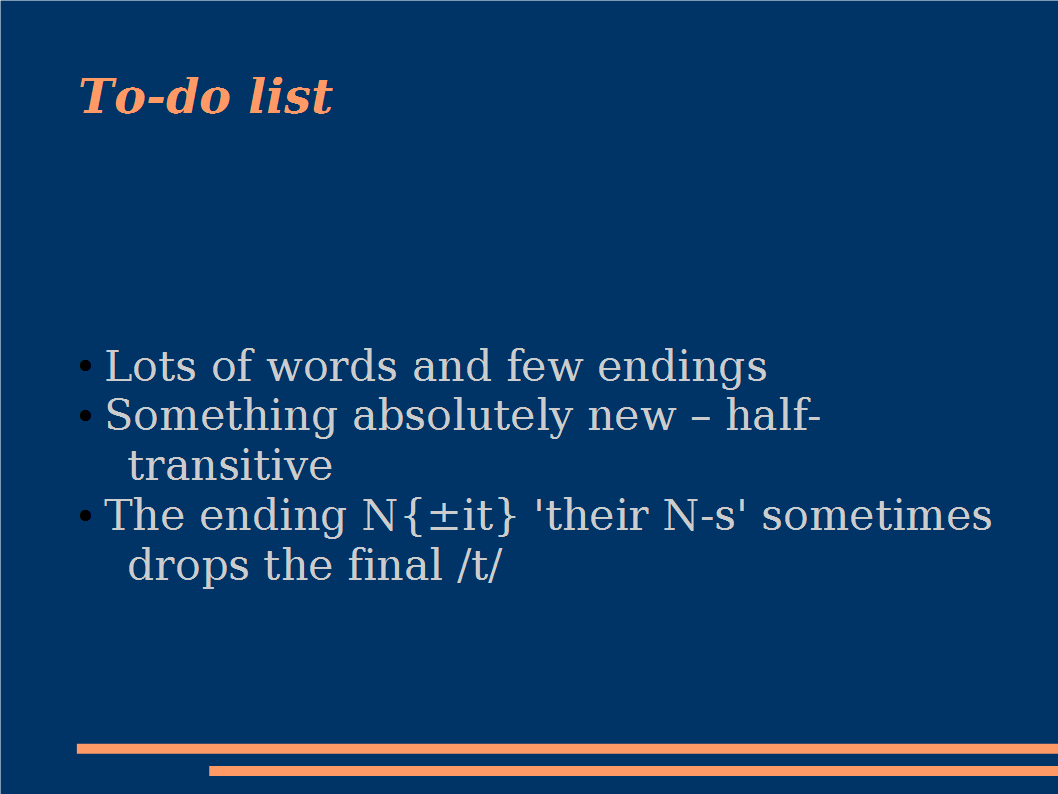 To-do list
• Lots of words and few endings
• Something absolutely new – half-
transitive
• The ending N{±it} 'their N-s' sometimes
drops the final /t/